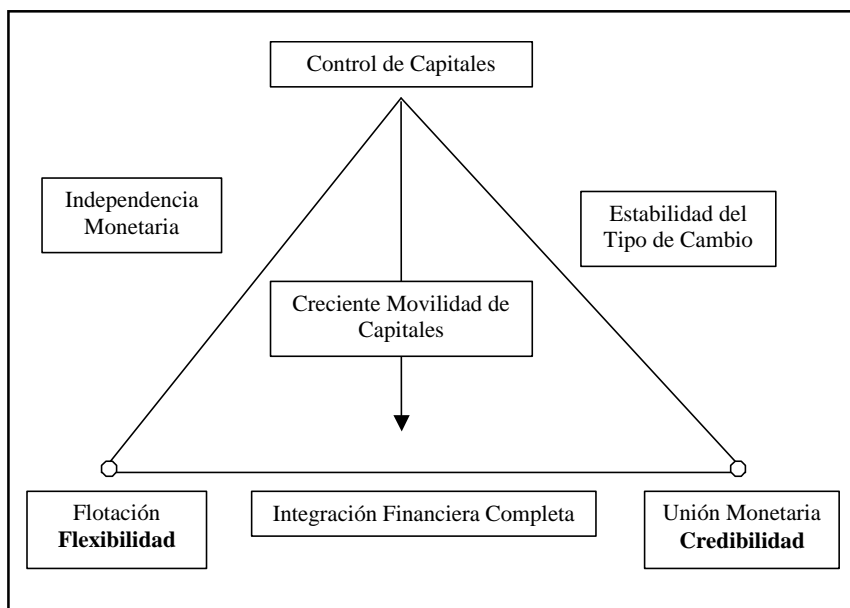 Control de Capitales
Independencia
Monetaria
Estabilidad del
Tipo de Cambio
Creciente Movilidad de
Capitales
Flotación
Flexibilidad
Integración Financiera Completa
Unión Monetaria
Credibilidad